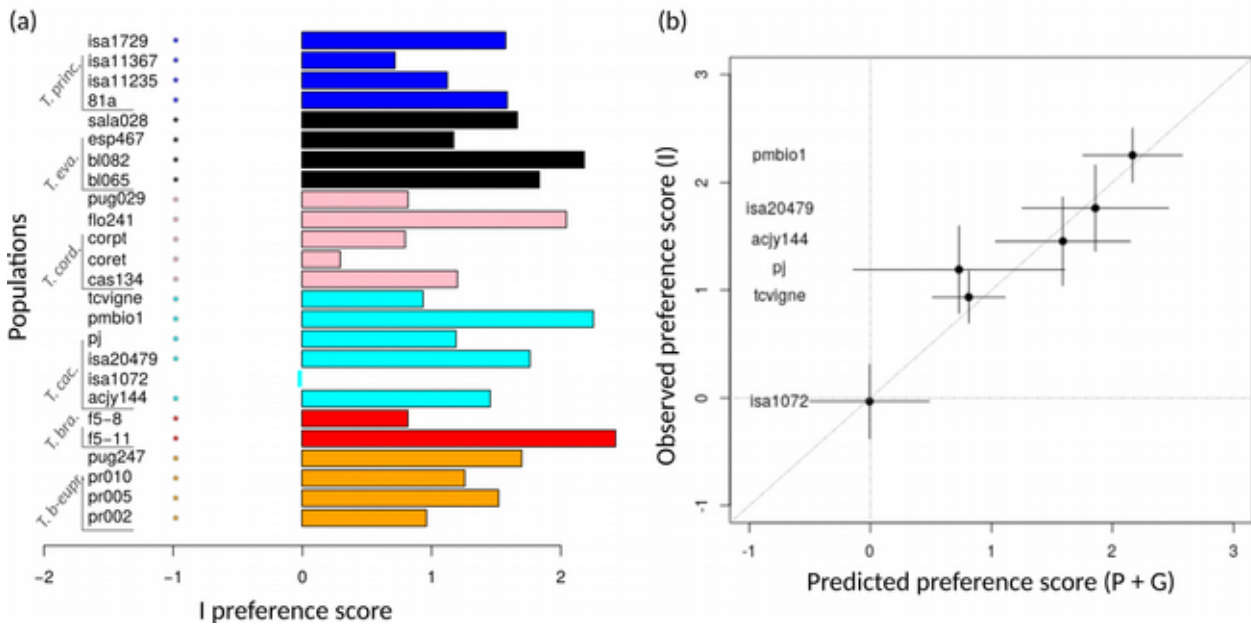 (a)
isa1729
isa11367
isa11235
81a
T. princ.
sala028
esp467
bl082
bl065
T. eva.
pug029
flo241
corpt
coret
cas134
T. cord.
tcvigne
pmbio1
pj
isa20479
isa1072
acjy144
T. cac.
f5-8
f5-11
T. bra.
pug247
pr010
pr005
pr002
T. b-eupr.
Populations
-2 -1 0 1 2
I preference score
(b)
3
2
1
0
-1
Observed preference score (I)
pmbio1
isa20479
acjy144
pj
tcvigne
isa1072
-1 0 1 2 3
Predicted preference score (P + G)